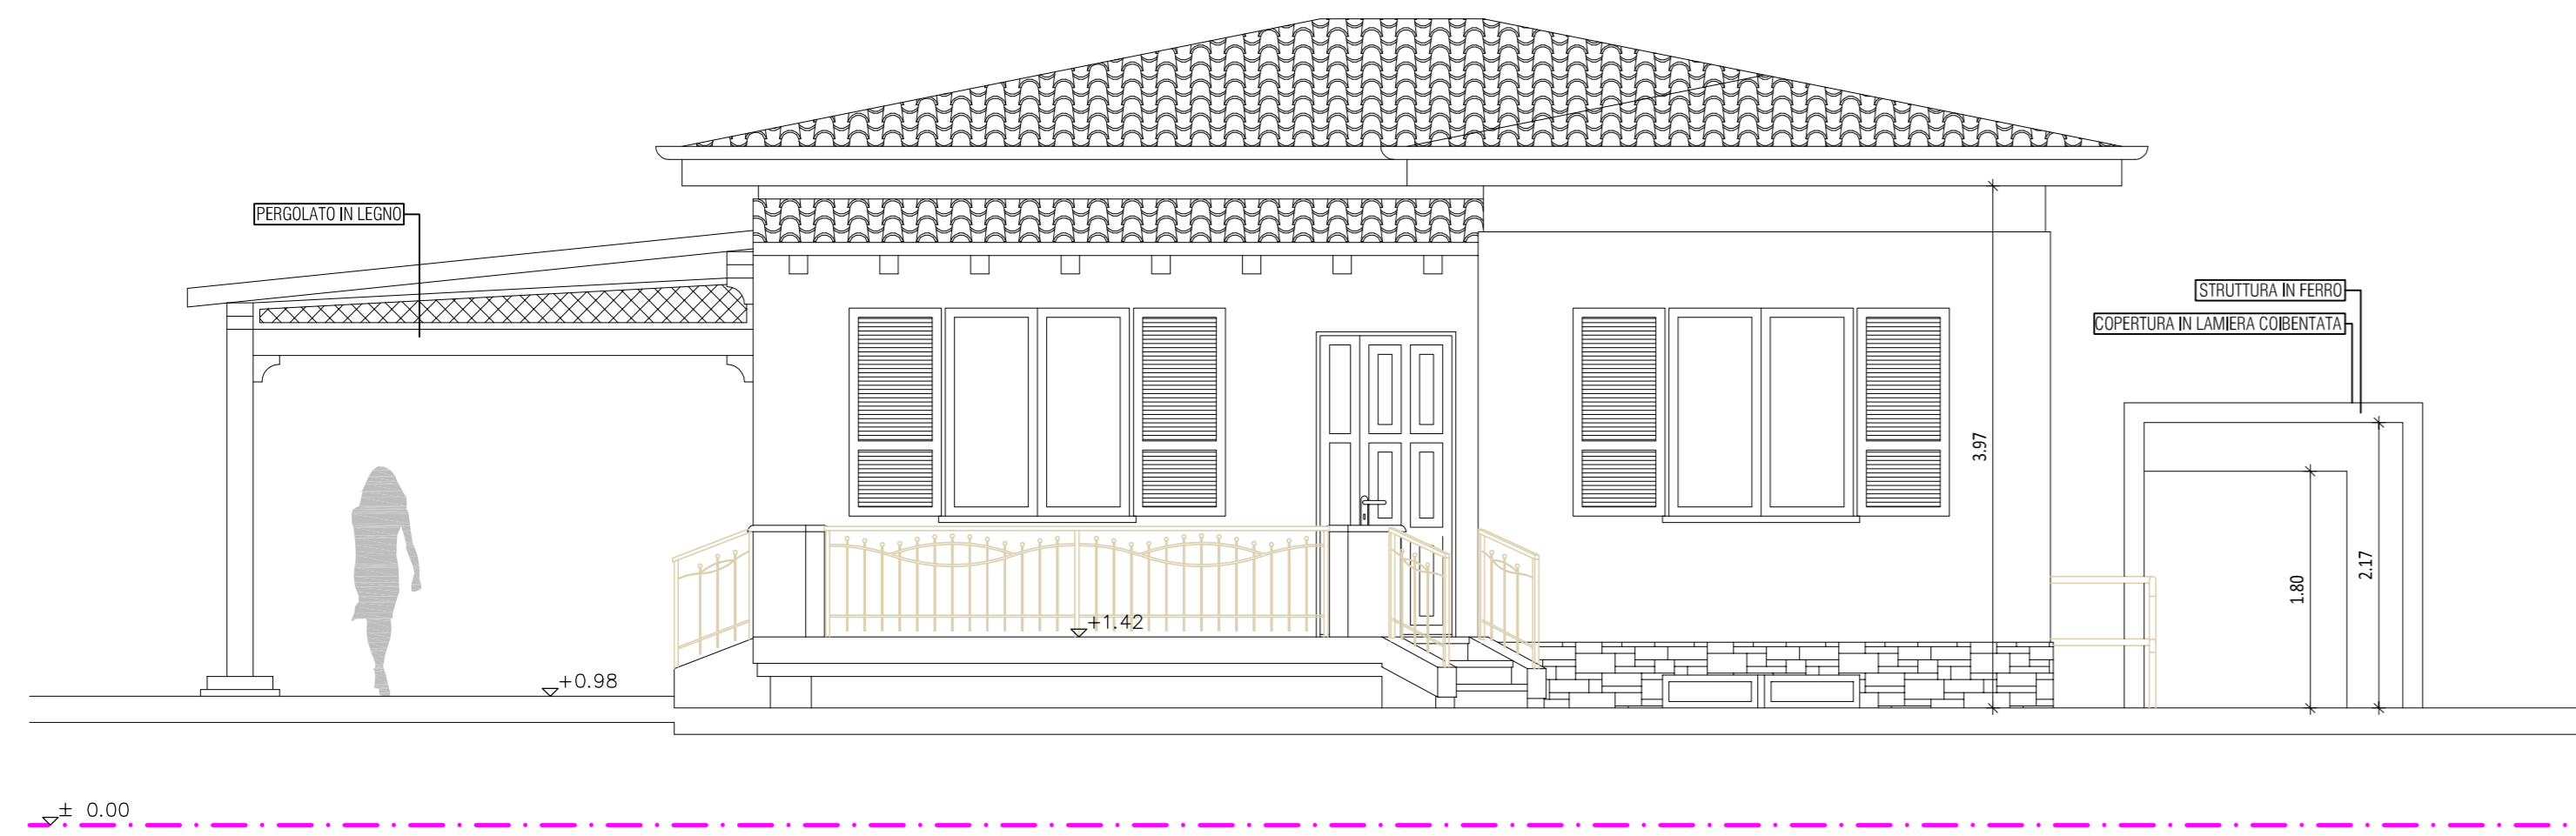 PERGOLATO IN LEGNO
STRUTTURA IN FERRO
COPERTURA IN LAMIERA COIBENTATA
3.97
2.17
1.80
+1.42
+0.98
± 0.00